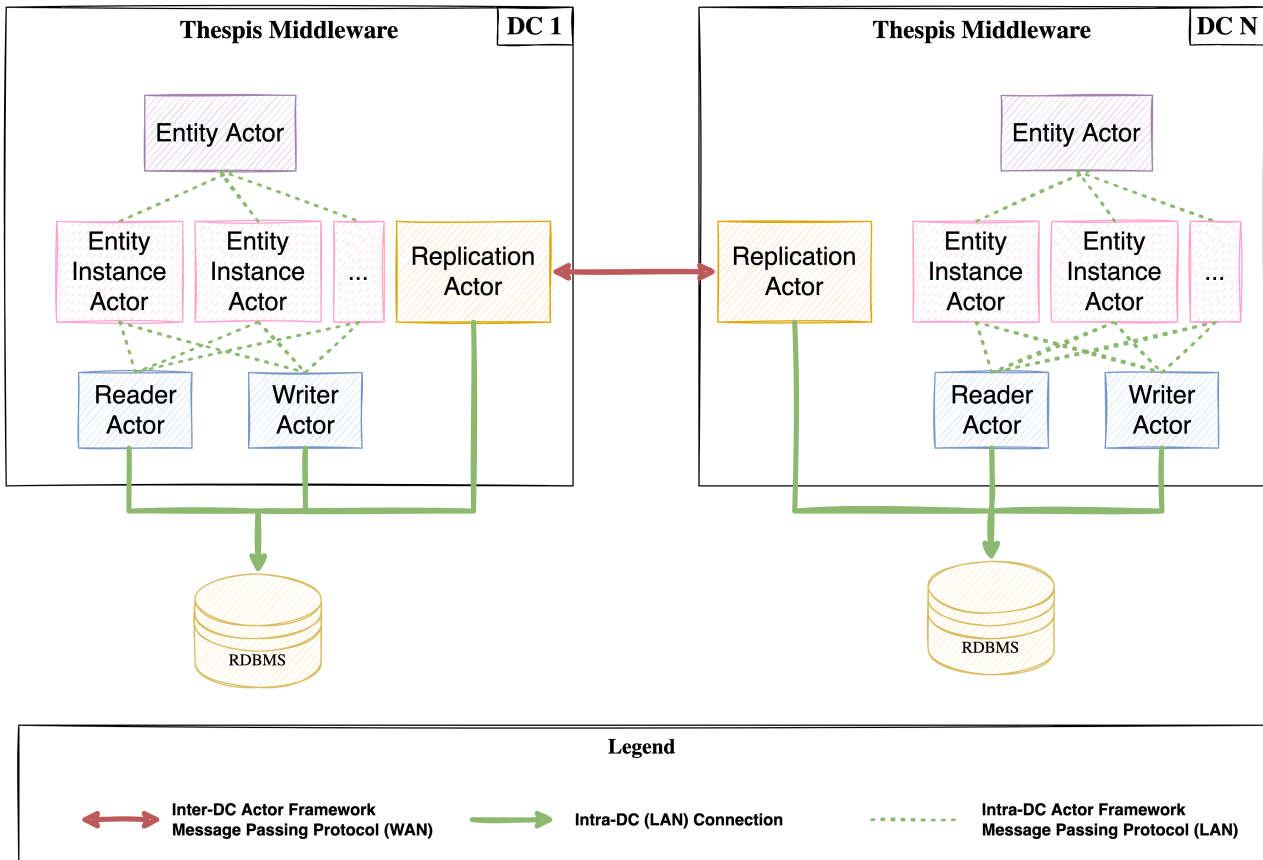 Thespis Middleware
DC 1
Entity Actor
Entity
Instance
Actor
Entity
Instance
Actor
...
Replication
Actor
Reader
Actor
Writer
Actor
RDBMS
Thespis Middleware
DC N
Entity Actor
Replication
Actor
Entity
Instance
Actor
Entity
Instance
Actor
...
Reader
Actor
Writer
Actor
RDBMS
Legend
Inter-DC Actor Framework
Message Passing Protocol (WAN)
Intra-DC (LAN) Connection
Intra-DC Actor Framework
Message Passing Protocol (LAN)